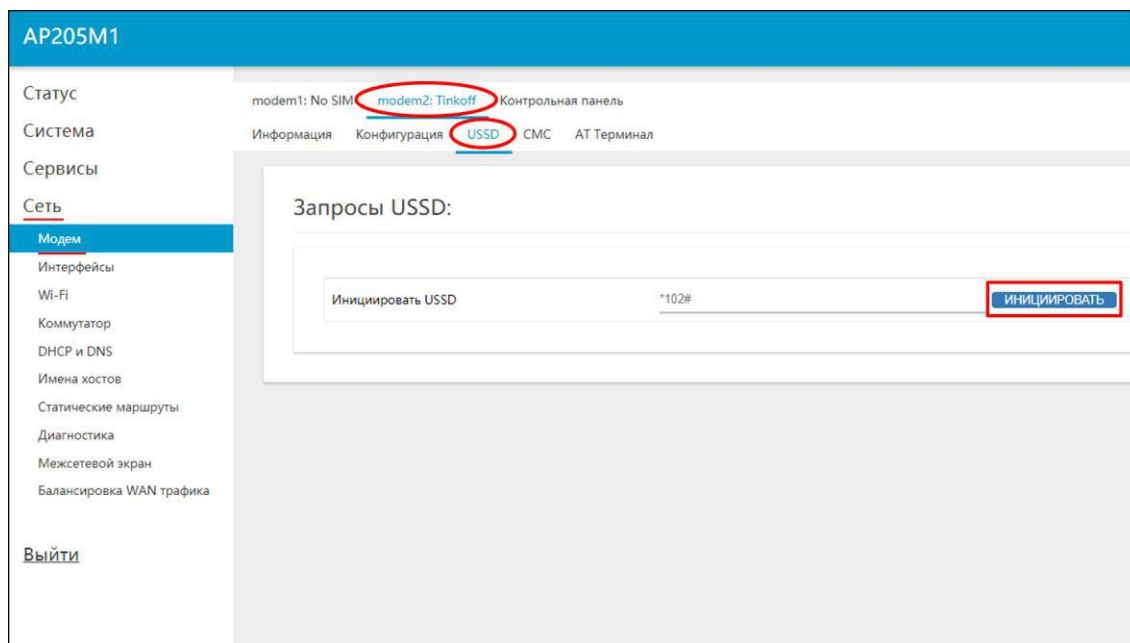 AP205M1
Статус
Система
Сервисы
Сеть
Модем
Интерфейсы
Wi-Fi
Коммутатор
DHCP и DNS
Имена хостов
Статические маршруты
Диагностика
Межсетевой экран
Балансировка WAN трафика
Выйти
modem1: No SIM modem2: Tinkoff Контрольная панель
Информация Конфигурация USSD СМС АТ Терминал
Запросы USSD:
Инициировать USSD *102# ИНИЦИИРОВАТЬ